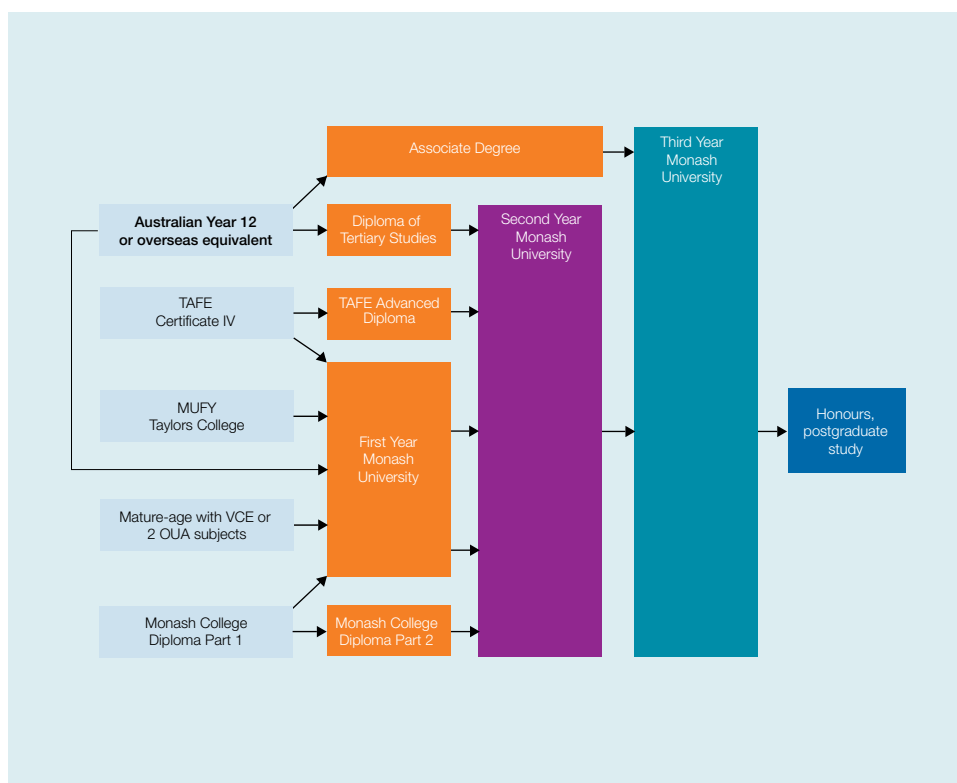 Associate Degree
Third Year
Monash
University
Australian Year 12
or overseas equivalent
Diploma of
Tertiary Studies
Second Year
Monash
University
TAFE
Certificate IV
TAFE Advanced
Diploma
MUFY
Taylors College
First Year
Monash
University
Honours,
postgraduate
study
Mature-age with VCE or
2 OUA subjects
Monash College
Diploma Part 1
Monash College
Diploma Part 2